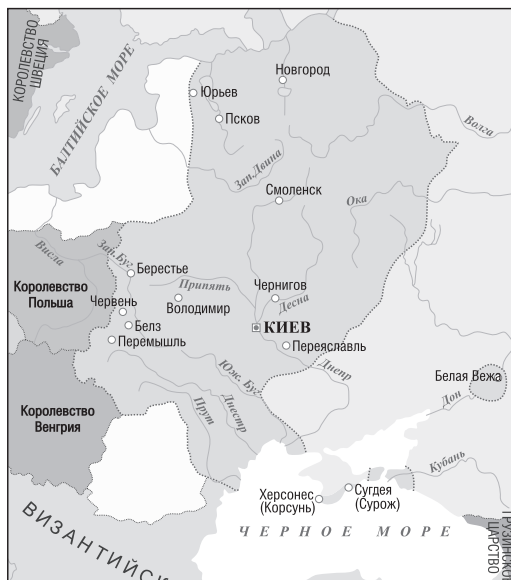 КОРОЛЕВСТВО
ШВЕЦИЯ
БАЛТИЙСКОЕ МОРЕ
Новгород
Юрьев
Псков
Волга
Зап. Двина
Смоленск
Ока
Висла
Зап. Буг
Берестье
Королевство
Польша
Припять
Чернигов
Десна
Червень
Володимир
Белз
КИЕВ
Перемышль
Переяславль
Днепр
Юж. Буг
Белая Вежа
Королевство
Венгрия
Прут
Днестр
Дон
Кубань
Херсонес
(Корсунь)
Сугдея
(Сурож)
ВИЗАНТИЙСК
ЧЕРНОЕ МОРЕ
ГРУЗИНСКОЕ
ЦАРСТВО